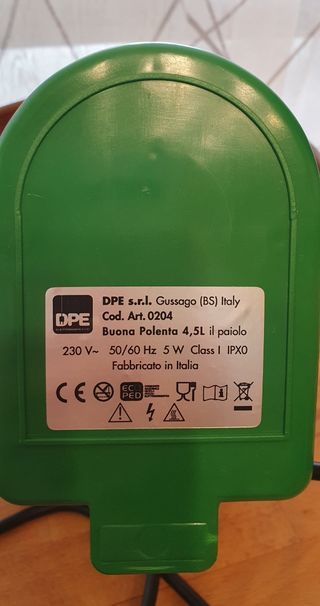 DPE
DPE s.r.l. Gussago (BS) Italy
Cod. Art. 0204
Buona Polenta 4,5L il paiolo
230 V~ 50/60 Hz 5 W Class I IPX0
Fabbricato in Italia
CE
EC
PED